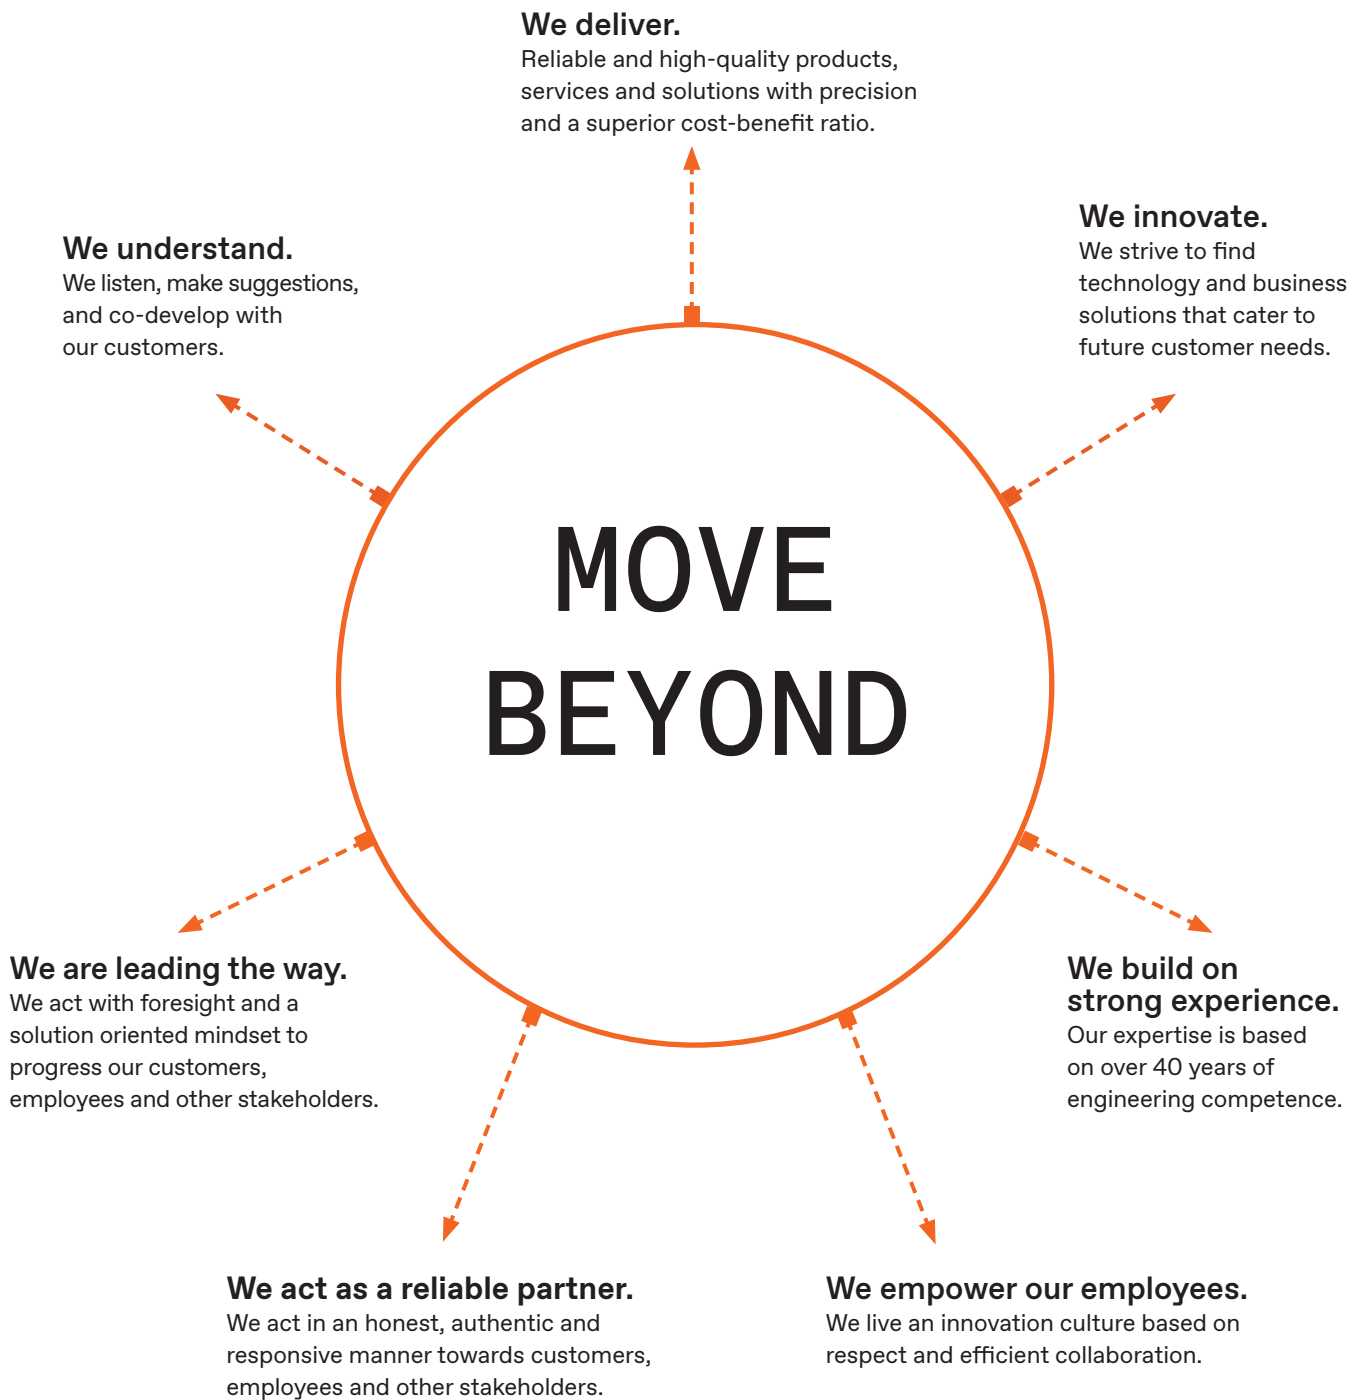 We deliver.
Reliable and high-quality products,
services and solutions with precision
and a superior cost-benefit ratio.
We innovate.
We strive to find
technology and business
solutions that cater to
future customer needs.
We understand.
We listen, make suggestions,
and co-develop with
our customers.
MOVE
BEYOND
We are leading the way.
We act with foresight and a
solution oriented mindset to
progress our customers,
employees and other stakeholders.
We build on
strong experience.
Our expertise is based
on over 40 years of
engineering competence.
We act as a reliable partner.
We act in an honest, authentic and
responsive manner towards customers,
employees and other stakeholders.
We empower our employees.
We live an innovation culture based on
respect and efficient collaboration.